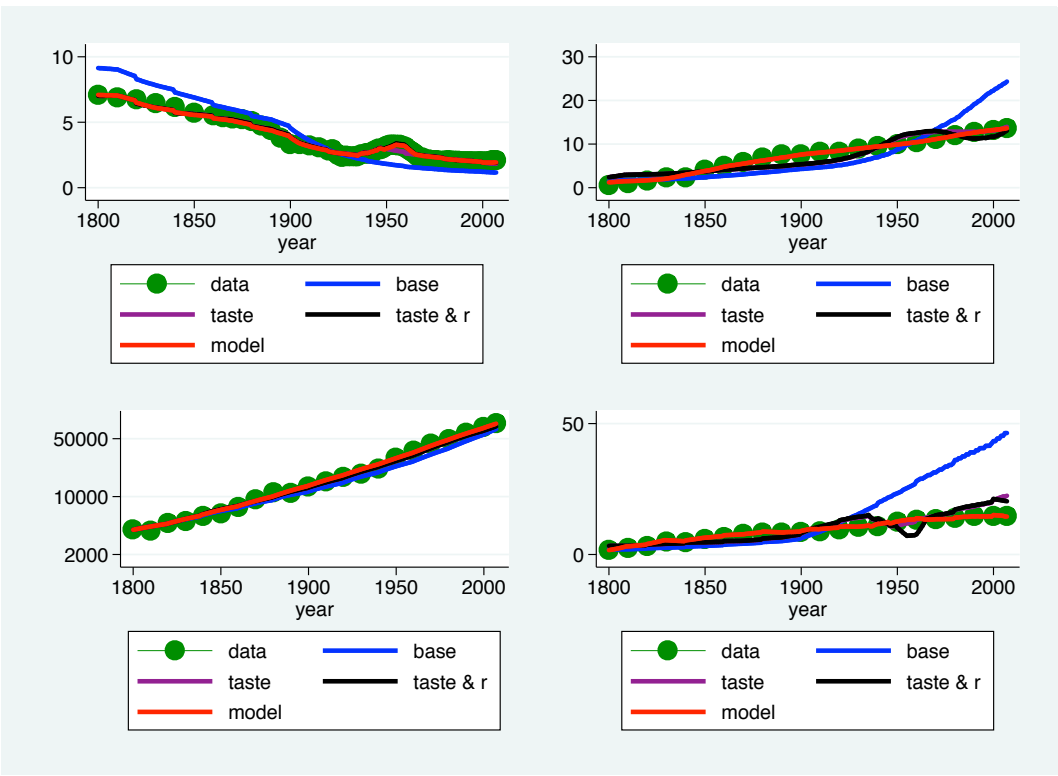 10
5
0
1800 1850 1900 1950 2000
year
data base
taste taste & r
model
30
20
10
0
1800 1850 1900 1950 2000
year
data base
taste taste & r
model
50000
10000
2000
1800 1850 1900 1950 2000
year
data base
taste taste & r
model
50
0
1800 1850 1900 1950 2000
year
data base
taste taste & r
model